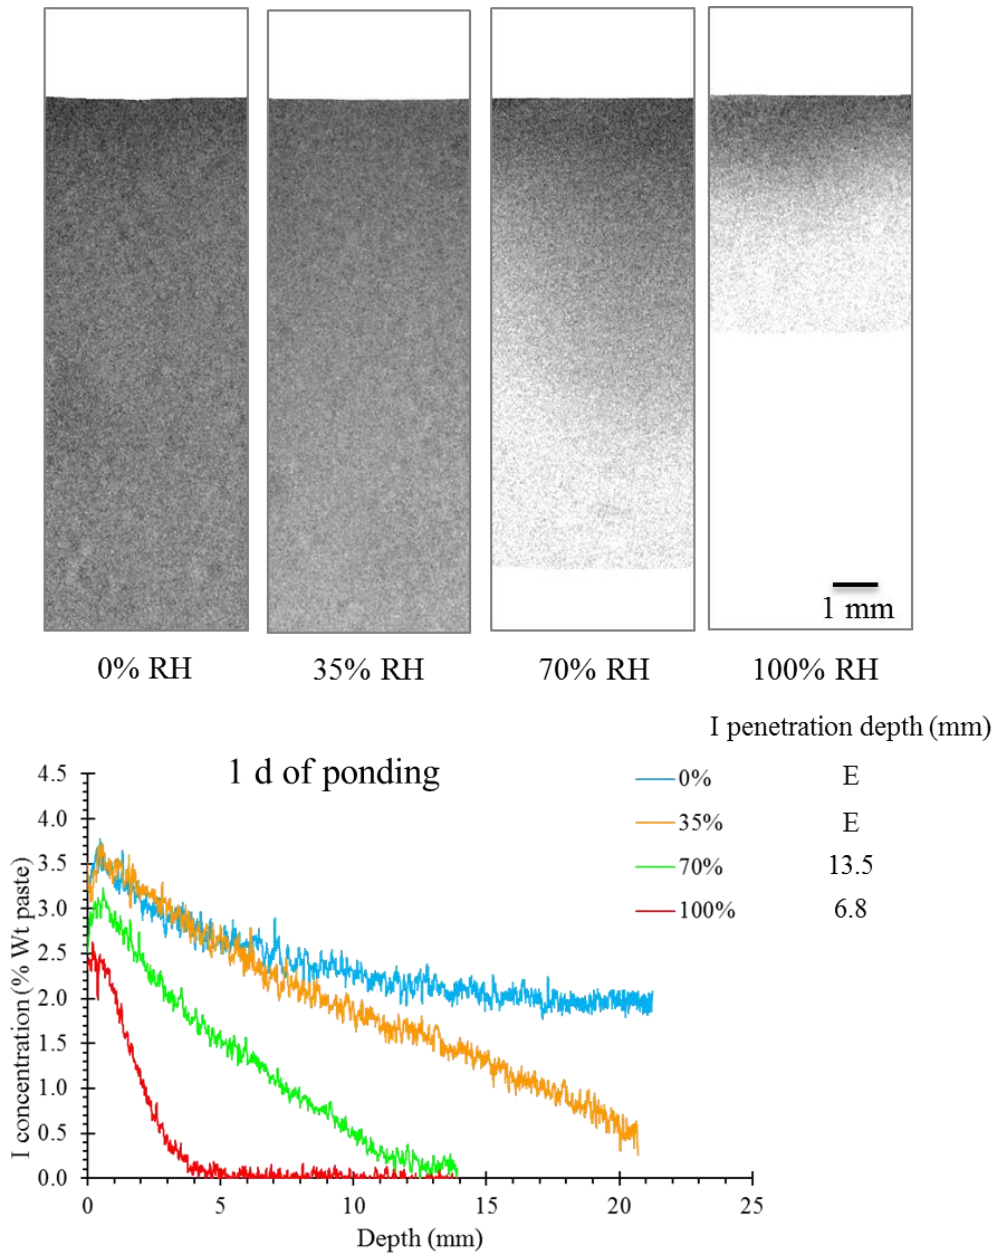 1 mm
0% RH 35% RH 70% RH 100% RH
I penetration depth (mm)
1 d of ponding
0% E
35% E
70% 13.5
100% 6.8
I concentration (% Wt paste)
4.5
4.0
3.5
3.0
2.5
2.0
1.5
1.0
0.5
0.0
0 5 10 15 20 25
Depth (mm)